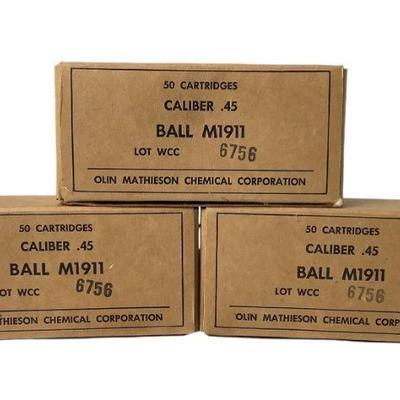 50 CARTRIDGES
CALIBER .45
BALL M1911
LOT WCC 6756
OLIN MATHIESON CHEMICAL CORPORATION
50 CARTRIDGES
CALIBER .45
BALL M1911
OT WCC 6756
MATHIESON CHEMICAL CORPORATION
50 CARTRIDGES
CALIBER .45
BALL M1911
LOT WCC 6756
OLIN MATHIESON CHEMICAL CORP